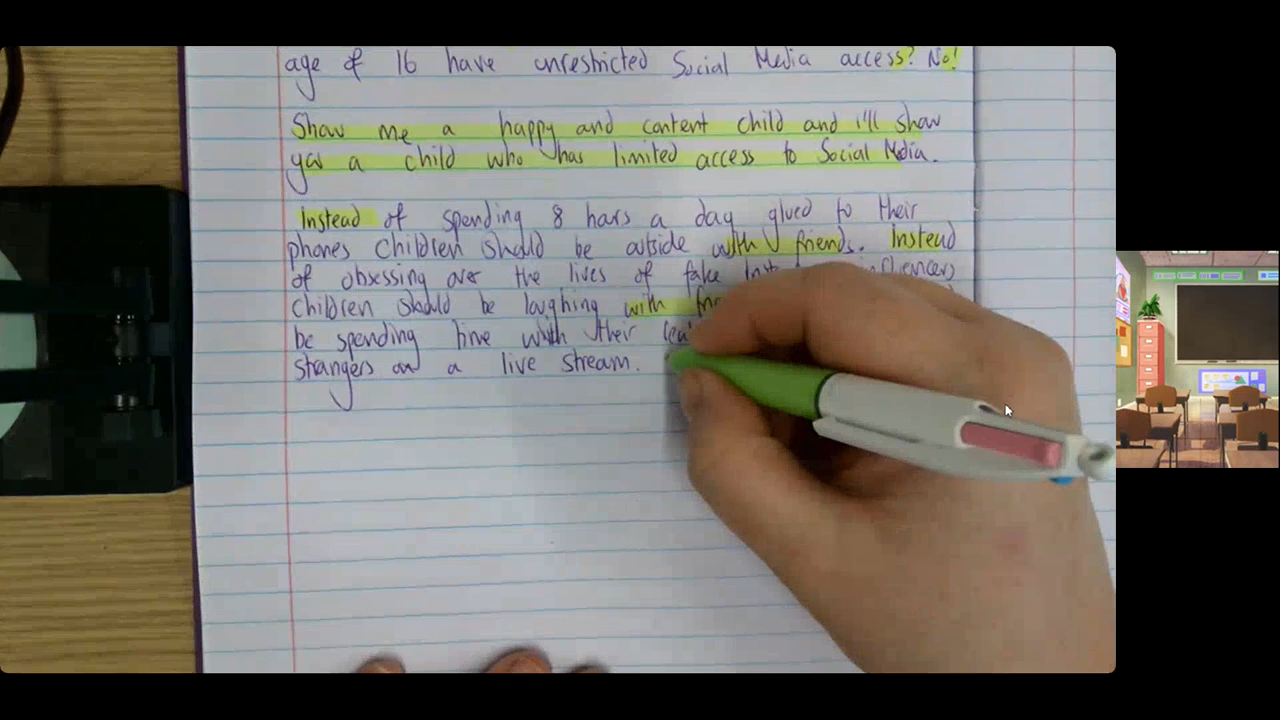 age of 16 have unrestricted Social Media access? No!
Show me a happy and content child and i'll show
you a child who has limited access to Social Media.
Instead of spending 8 hours a day glued to their
phones children should be outside with friends. Instead
of obsessing over the lives of fake
children should be laughing with
be spending time with their
strangers on a live stream.